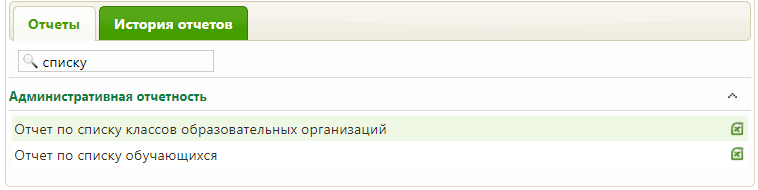 Отчеты История отчетов
списку
Административная отчетность
Отчет по списку классов образовательных организаций
Отчет по списку обучающихся